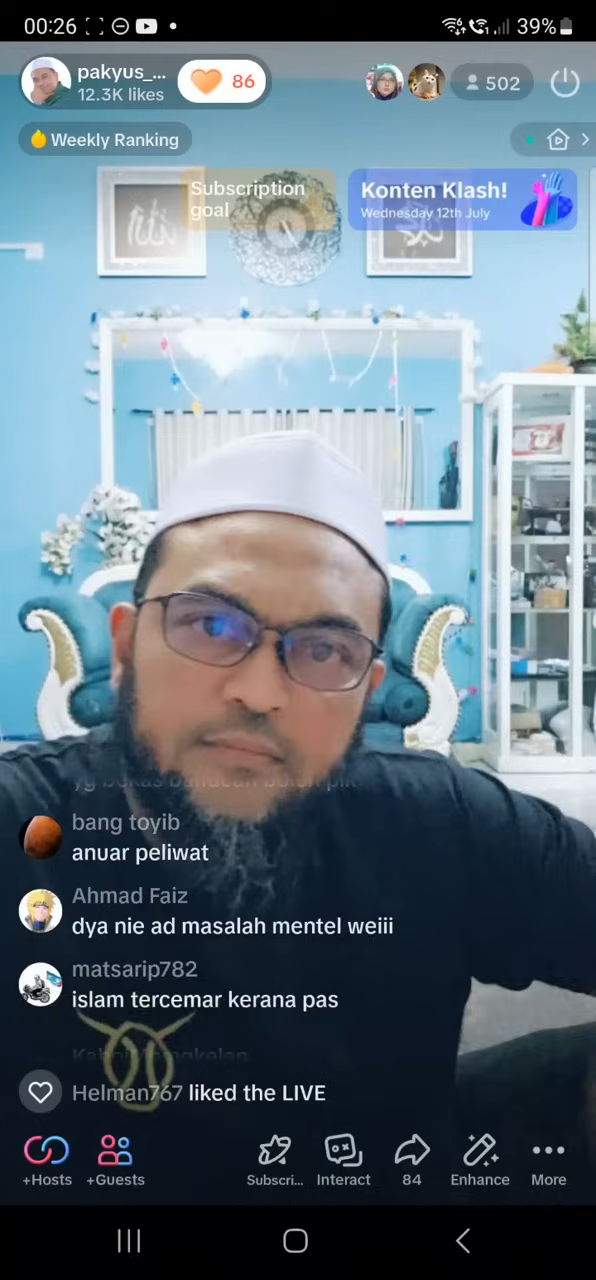 00:26
39%
pakyus_...
12.3K likes
86
502
Weekly Ranking
Subscription
goal
Konten Klash!
Wednesday 12th July
bang toyib
anuar peliwat
Ahmad Faiz
dya nie ad masalah mentel weiii
matsarip782
islam tercemar kerana pas
Helman767 liked the LIVE
+Hosts
+Guests
Subscri...
Interact
84
Enhance
More